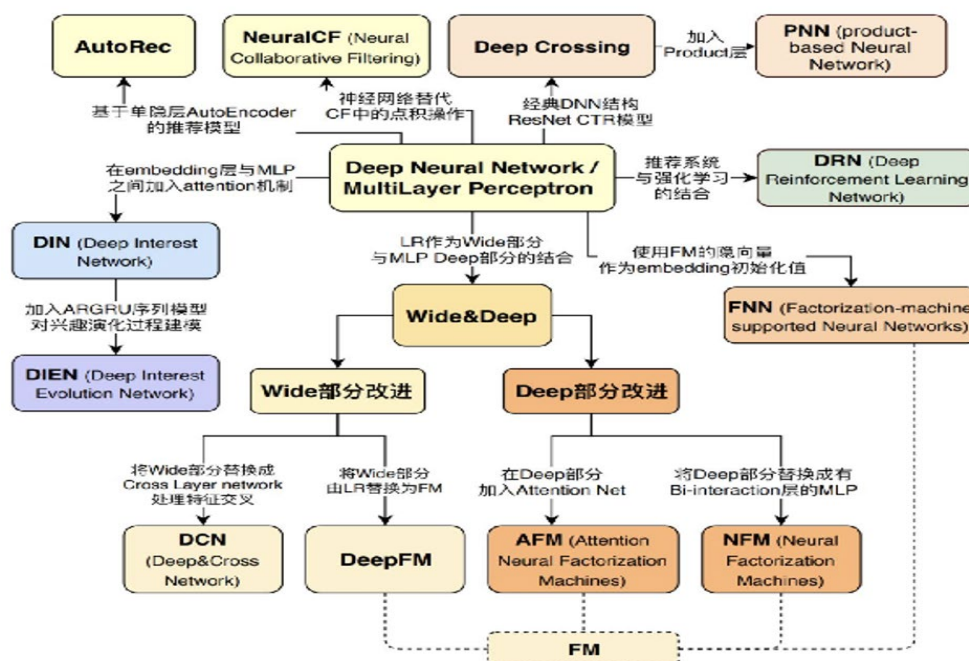 AutoRec
NeuralCF (Neural
Collaborative Filtering)
Deep Crossing
加入
Product层
PNN (product-
based Neural
Network)
基于单隐层AutoEncoder
的推荐模型
神经网络替代
CF中的点积操作
经典DNN结构
ResNet CTR模型
在embedding层与MLP
之间加入attention机制
Deep Neural Network /
MultiLayer Perceptron
推荐系统
与强化学习
的结合
DRN (Deep
Reinforcement Learning
Network)
DIN (Deep Interest
Network)
LR作为Wide部分
与MLP Deep部分的结合
使用FM的隐向量
作为embedding初始化值
加入ARGRU序列模型
对兴趣演化过程建模
Wide&Deep
FNN (Factorization-machine
supported Neural Networks)
DIEN (Deep Interest
Evolution Network)
Wide部分改进
Deep部分改进
将Wide部分替换成
Cross Layer network
处理特征交叉
将Wide部分
由LR替换为FM
在Deep部分
加入Attention Net
将Deep部分替换成有
Bi-interaction层的MLP
DCN
(Deep&Cross
Network)
DeepFM
AFM (Attention
Neural Factorization
Machines)
NFM (Neural
Factorization
Machines)
FM